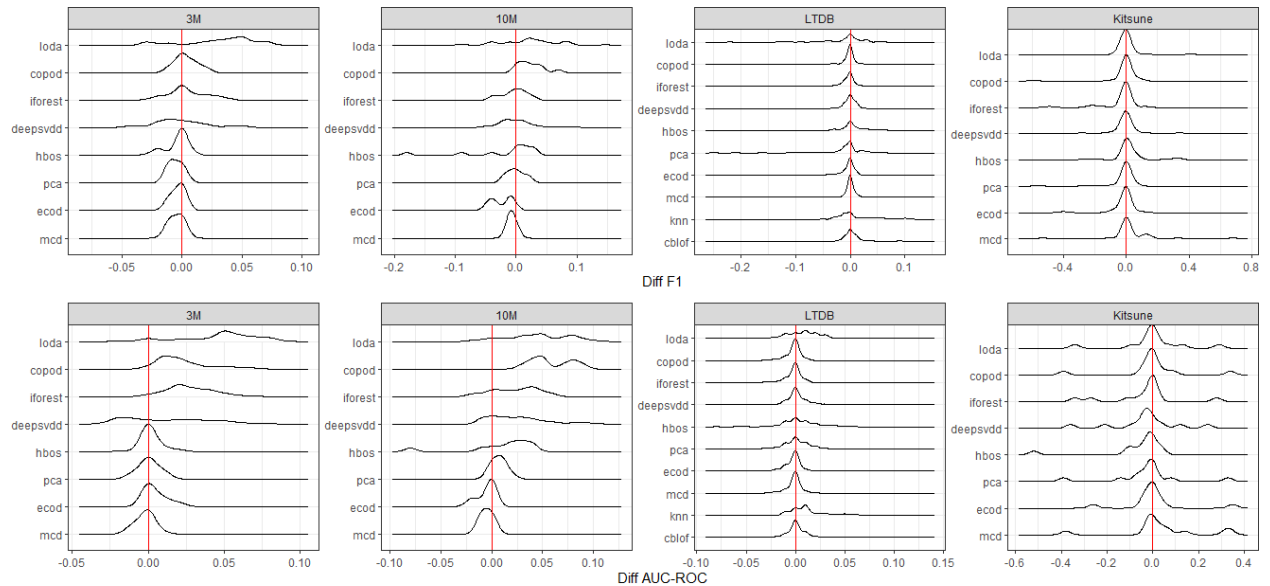 3M
10M
LTDB
Kitsune
loda
copod
iforest
deepsvdd
hbos
pca
ecod
mcd
-0.05 0.00 0.05 0.10
loda
copod
iforest
deepsvdd
hbos
pca
ecod
mcd
-0.2 -0.1 0.0 0.1
loda
copod
iforest
deepsvdd
hbos
pca
ecod
mcd
knn
cblof
-0.2 -0.1 0.0 0.1
loda
copod
iforest
deepsvdd
hbos
pca
ecod
mcd
-0.4 0.0 0.4 0.8
Diff F1
3M
10M
LTDB
Kitsune
loda
copod
iforest
deepsvdd
hbos
pca
ecod
mcd
-0.05 0.00 0.05 0.10
loda
copod
iforest
deepsvdd
hbos
pca
ecod
mcd
-0.10 -0.05 0.00 0.05 0.10
loda
copod
iforest
deepsvdd
hbos
pca
ecod
mcd
knn
cblof
-0.10 -0.05 0.00 0.05 0.10 0.15
loda
copod
iforest
deepsvdd
hbos
pca
ecod
mcd
-0.6 -0.4 -0.2 0.0 0.2 0.4
Diff AUC-ROC